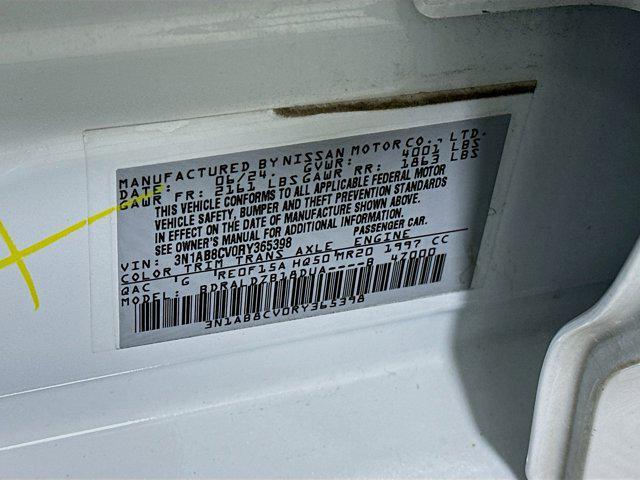 MANUFACTURED BY NISSAN MOTOR CO., LTD.
DATE: 06/24. GVWR: 4001 LBS
GAWR FR: 2161 LBS GAWR RR: 1863 LBS
THIS VEHICLE CONFORMS TO ALL APPLICABLE FEDERAL MOTOR
VEHICLE SAFETY, BUMPER AND THEFT PREVENTION STANDARDS
IN EFFECT ON THE DATE OF MANUFACTURE SHOWN ABOVE.
SEE OWNER'S MANUAL FOR ADDITIONAL INFORMATION.
VIN: 3N1AB8CV0RY365398 PASSENGER CAR.
COLOR TRIM TRANS AXLE ENGINE
QAC TG RE0F15A HQ50 MR20 1997 CC
MODEL: BDRALDZB18DUA----B 47000
3N1AB8CV0RY365398